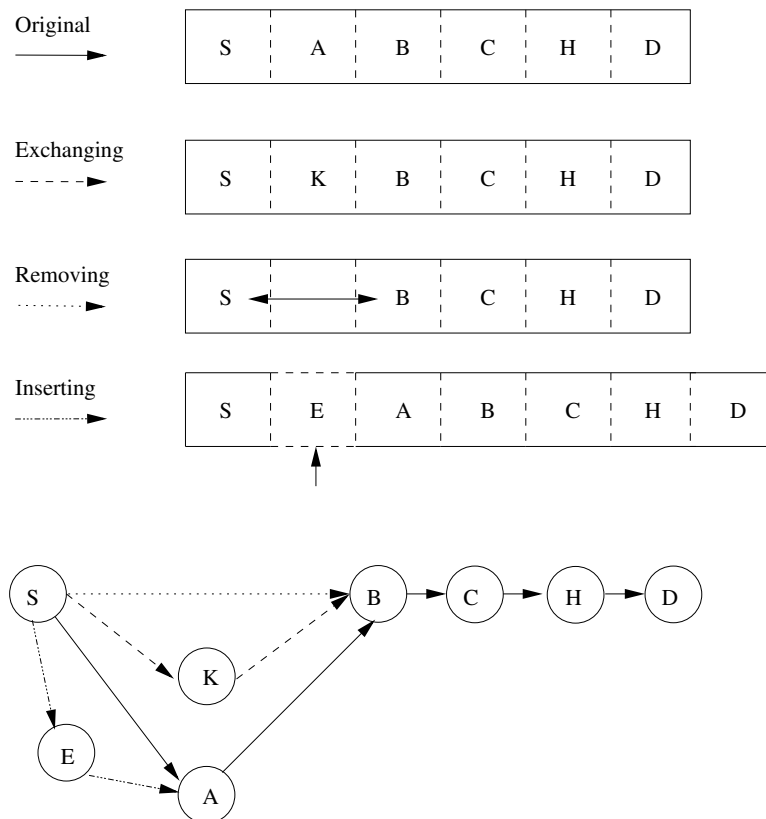 Original
S A B C H D
Exchanging
S K B C H D
Removing
S B C H D
Inserting
S E A B C H D
S B C H D
K
E
A